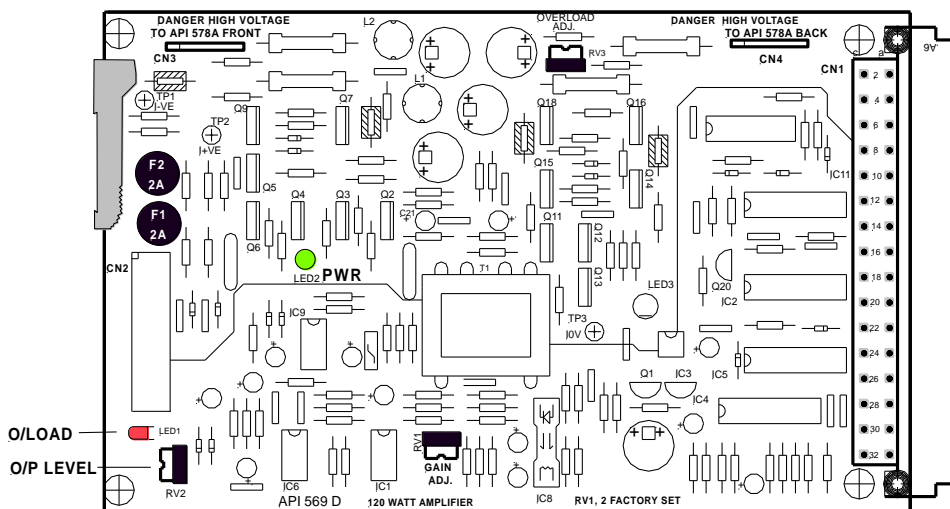 DANGER HIGH VOLTAGE
TO API 578A FRONT
CN3
L2
OVERLOAD
ADJ.
RV3
DANGER HIGH VOLTAGE
TO API 578A BACK
CN4
CN1
c a
A6.
TP1
J-VE
TP2
J+VE
Q9
Q7
L1
Q18
Q16
2
4
6
8
10
12
14
16
18
20
22
24
26
28
30
32
F2
2A
F1
2A
Q5
Q4
Q3
Q2
Q6
C21
Q15
Q14
Q11
Q12
Q13
IC11
CN2
LED2
PWR
T1
LED3
Q20
IC2
IC9
TP3
J0V
Q1
IC3
IC5
IC4
O/LOAD
LED1
O/P LEVEL
RV2
IC6
IC1
RV1
GAIN
ADJ.
IC8
API 569 D
120 WATT AMPLIFIER
RV1, 2 FACTORY SET